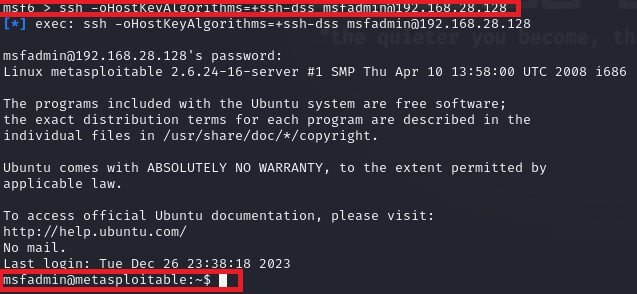 msf6 > ssh -oHostKeyAlgorithms=+ssh-dss msfadmin@192.168.28.128
[*] exec: ssh -oHostKeyAlgorithms=+ssh-dss msfadmin@192.168.28.128
"the quieter you become, th
msfadmin@192.168.28.128's password:
Linux metasploitable 2.6.24-16-server #1 SMP Thu Apr 10 13:58:00 UTC 2008 i686
The programs included with the Ubuntu system are free software;
the exact distribution terms for each program are described in the
individual files in /usr/share/doc/*/copyright.
Ubuntu comes with ABSOLUTELY NO WARRANTY, to the extent permitted by
applicable law.
To access official Ubuntu documentation, please visit:
http://help.ubuntu.com/
No mail.
Last login: Tue Dec 26 23:38:18 2023
msfadmin@metasploitable:~$